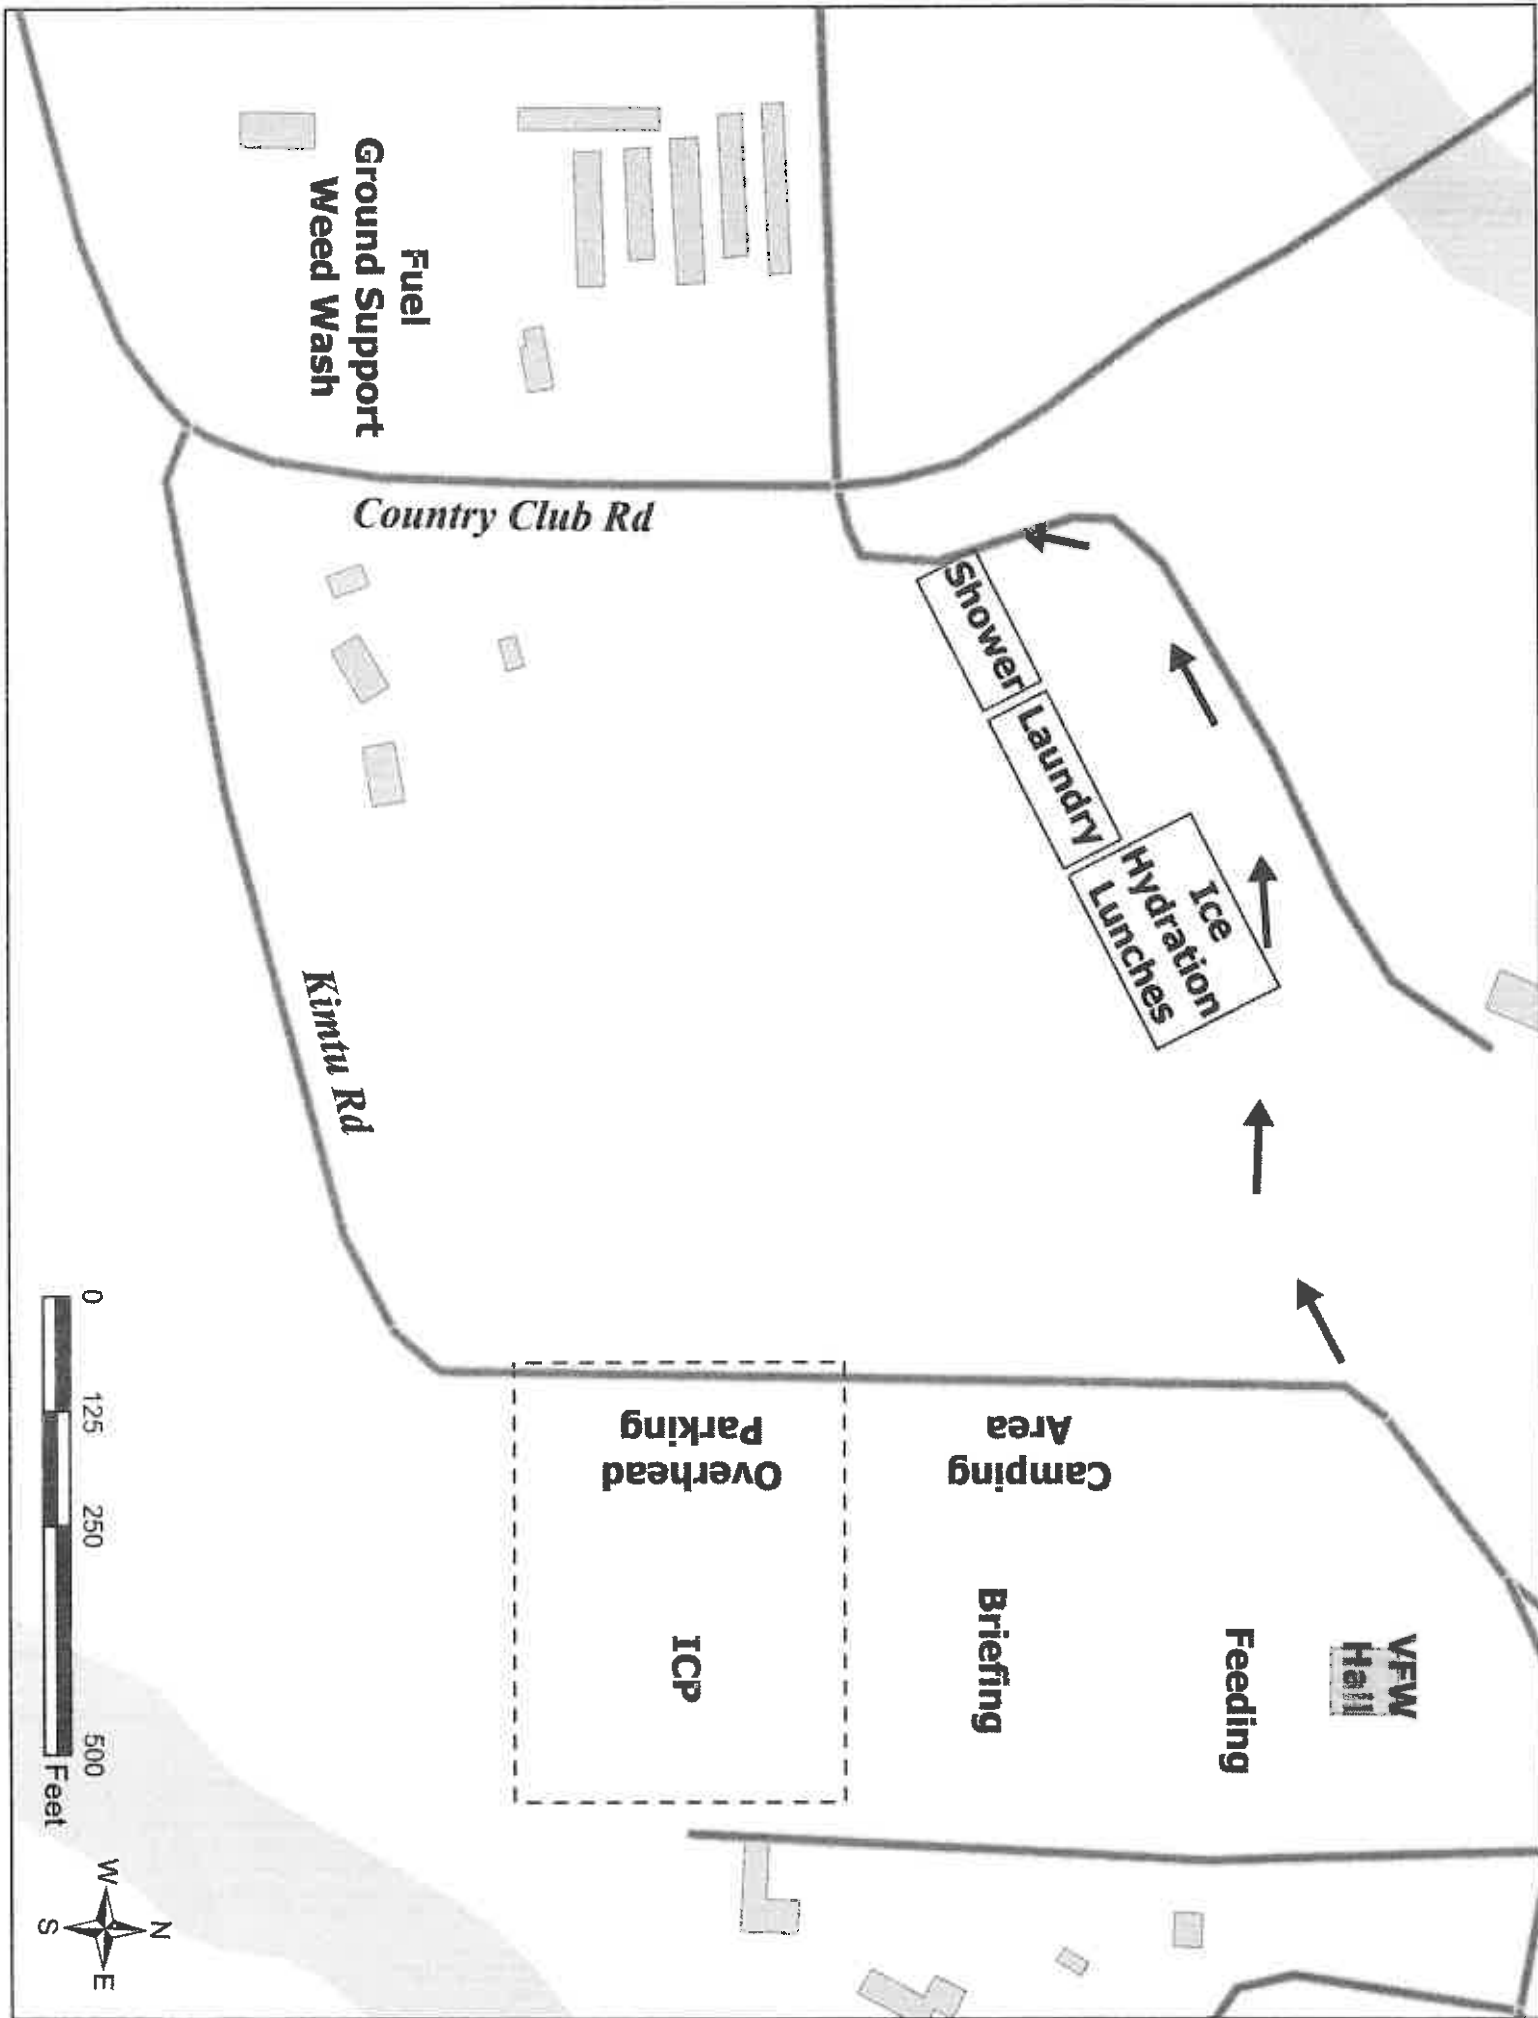 VFW
Hall
Feeding
Briefing
Camping
Area
ICP
Overhead
Parking
Ice
Hydration
Lunches
Laundry
Shower
Country Club Rd
Kimtu Rd
Fuel
Ground Support
Weed Wash
0 125 250 500
Feet
N
W E
S